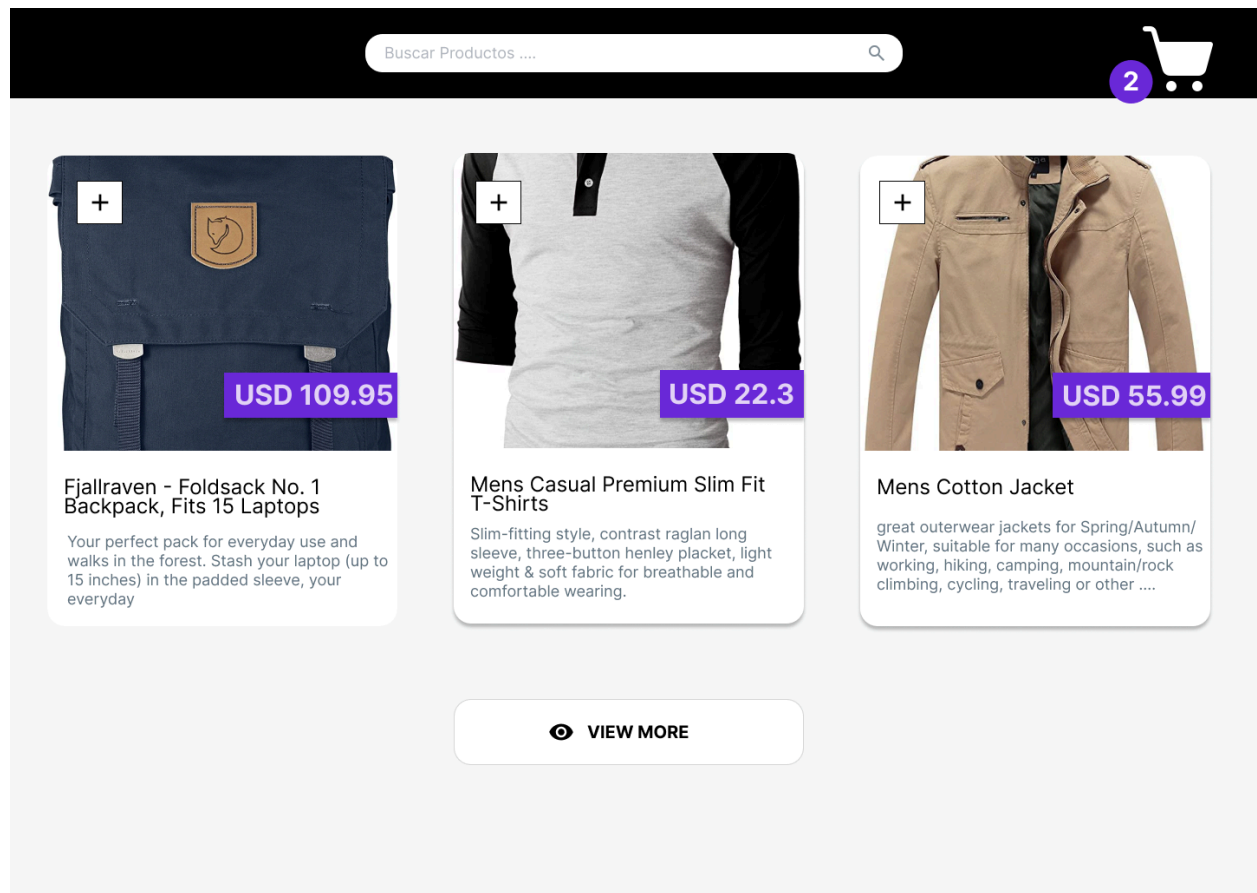 Buscar Productos ....
2
+
+
+
USD 109.95
USD 22.3
USD 55.99
Fjallraven - Foldsack No. 1
Backpack, Fits 15 Laptops
Your perfect pack for everyday use and
walks in the forest. Stash your laptop (up to
15 inches) in the padded sleeve, your
everyday
Mens Casual Premium Slim Fit
T-Shirts
Slim-fitting style, contrast raglan long
sleeve, three-button henley placket, light
weight & soft fabric for breathable and
comfortable wearing.
Mens Cotton Jacket
great outerwear jackets for Spring/Autumn/
Winter, suitable for many occasions, such as
working, hiking, camping, mountain/rock
climbing, cycling, traveling or other ....
VIEW MORE